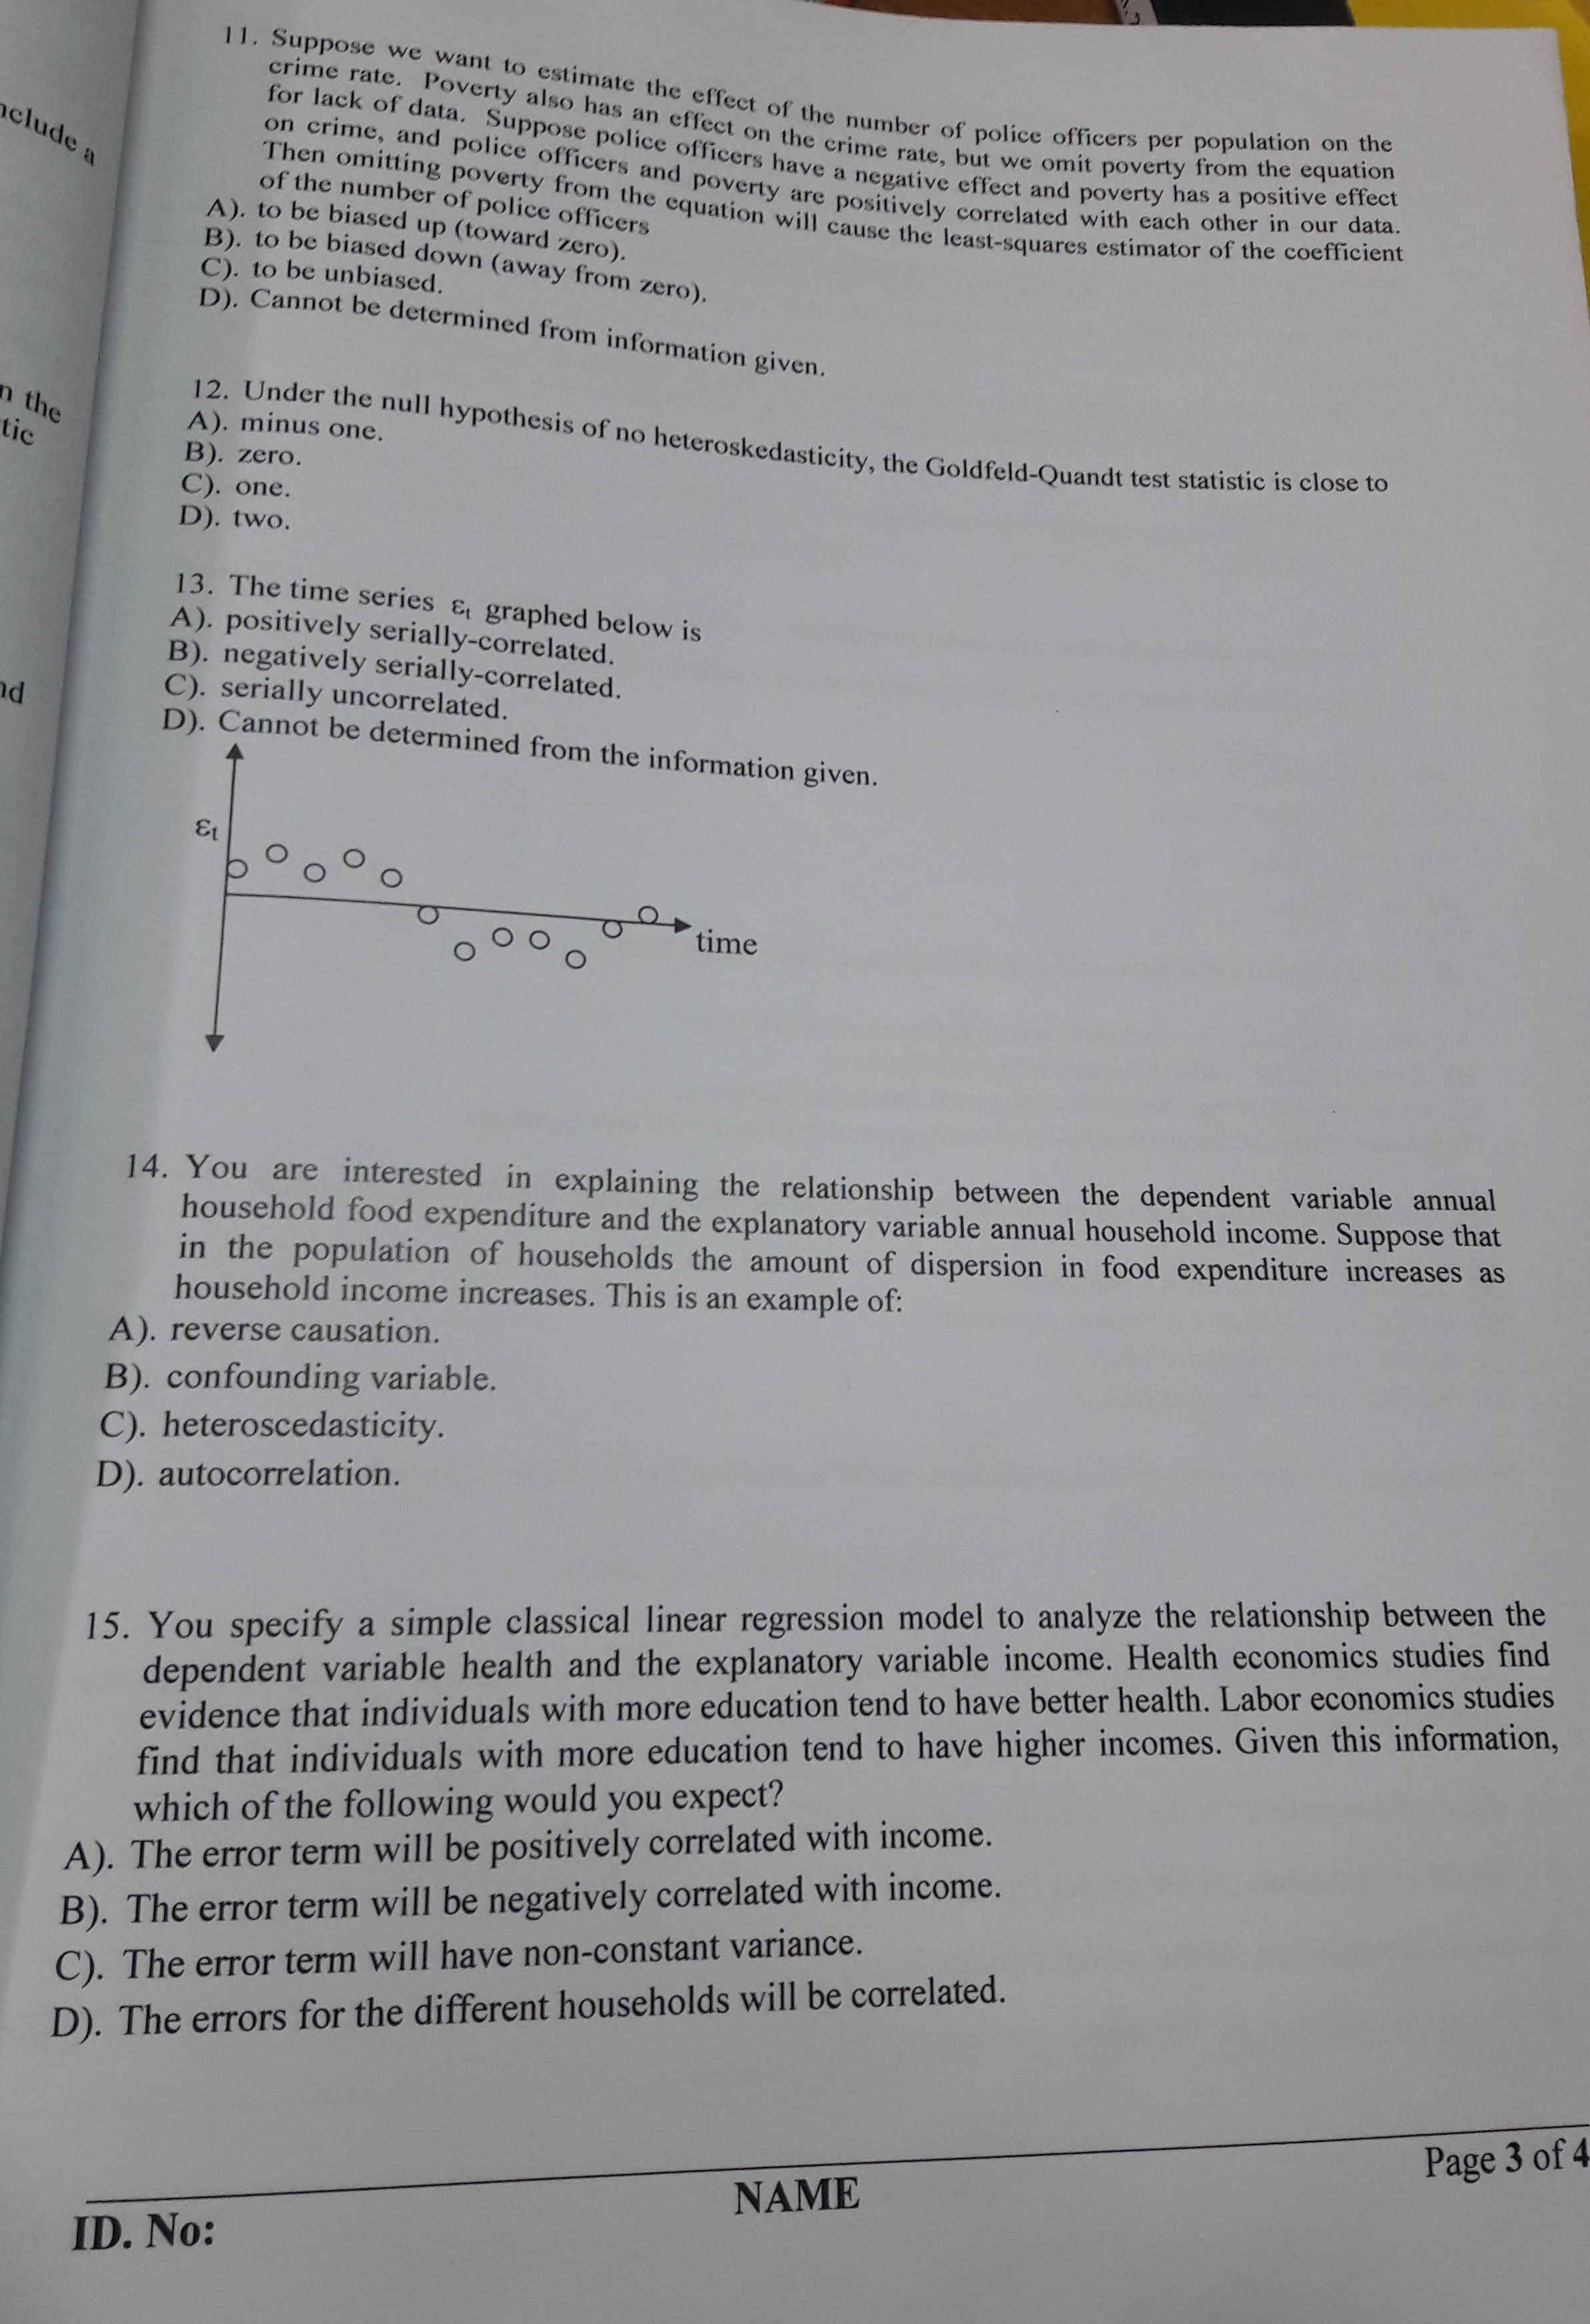 11. Suppose we want to estimate the effect of the number of police officers per population on the
crime rate. Poverty also has an effect on the crime rate, but we omit poverty from the equation
for lack of data. Suppose police officers have a negative effect and poverty has a positive effect
on crime, and police officers and poverty are positively correlated with each other in our data.
Then omitting poverty from the equation will cause the least-squares estimator of the coefficient
of the number of police officers
A). to be biased up (toward zero).
B). to be biased down (away from zero).
C). to be unbiased.
D). Cannot be determined from information given.
12. Under the null hypothesis of no heteroskedasticity, the Goldfeld-Quandt test statistic is close to
A). minus one.
B). zero.
C). one.
D). two.
13. The time series εt graphed below is
A). positively serially-correlated.
B). negatively serially-correlated.
C). serially uncorrelated.
D). Cannot be determined from the information given.
εt
time
14. You are interested in explaining the relationship between the dependent variable annual
household food expenditure and the explanatory variable annual household income. Suppose that
in the population of households the amount of dispersion in food expenditure increases as
household income increases. This is an example of:
A). reverse causation.
B). confounding variable.
C). heteroscedasticity.
D). autocorrelation.
15. You specify a simple classical linear regression model to analyze the relationship between the
dependent variable health and the explanatory variable income. Health economics studies find
evidence that individuals with more education tend to have better health. Labor economics studies
find that individuals with more education tend to have higher incomes. Given this information,
which of the following would you expect?
A). The error term will be positively correlated with income.
B). The error term will be negatively correlated with income.
C). The error term will have non-constant variance.
D). The errors for the different households will be correlated.
Page 3 of 4
NAME
ID. No: